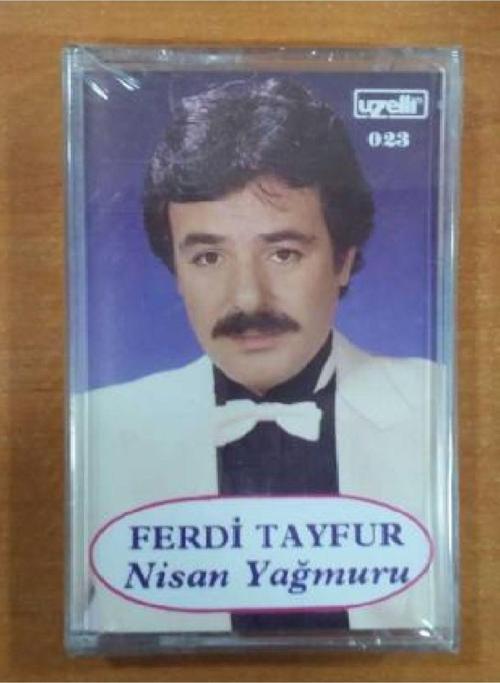 uzelli
023
FERDİ TAYFUR
Nisan Yağmuru